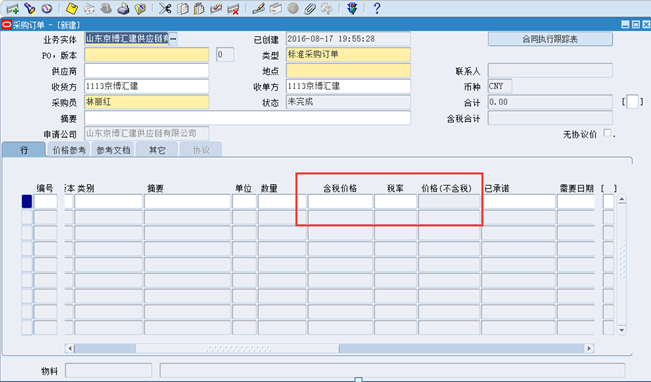 采购订单 - [新建]
业务实体 山东京博汇建供应链有 已创建 2016-08-17 19:55:28 合同执行跟踪表
PO，版本 0 类型 标准采购订单
供应商 地点 联系人
收货方 1113京博汇建 收单方 1113京博汇建 币种 CNY
采购员 林丽红 状态 未完成 合计 0.00 [ ]
摘要 含税合计
申请公司 山东京博汇建供应链有限公司 无协议价 .
行 价格参考 参考文档 其它 协议
编号 版本 类别 摘要 单位 数量 含税价格 税率 价格(不含税) 已承诺 需要日期 [ ]
物料